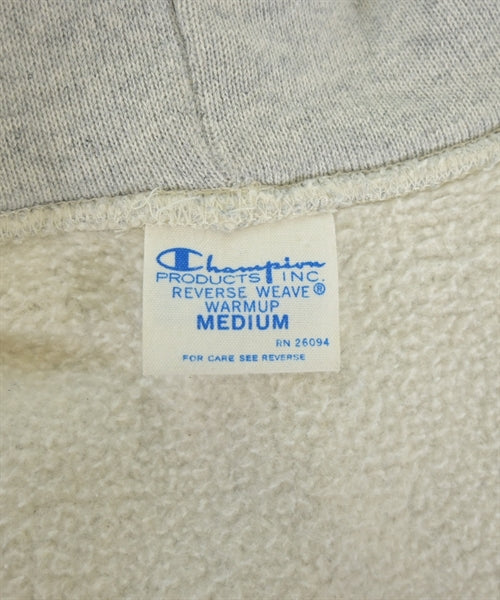 Champion
PRODUCTS INC.
REVERSE WEAVE®
WARMUP
MEDIUM
RN 26094
FOR CARE SEE REVERSE